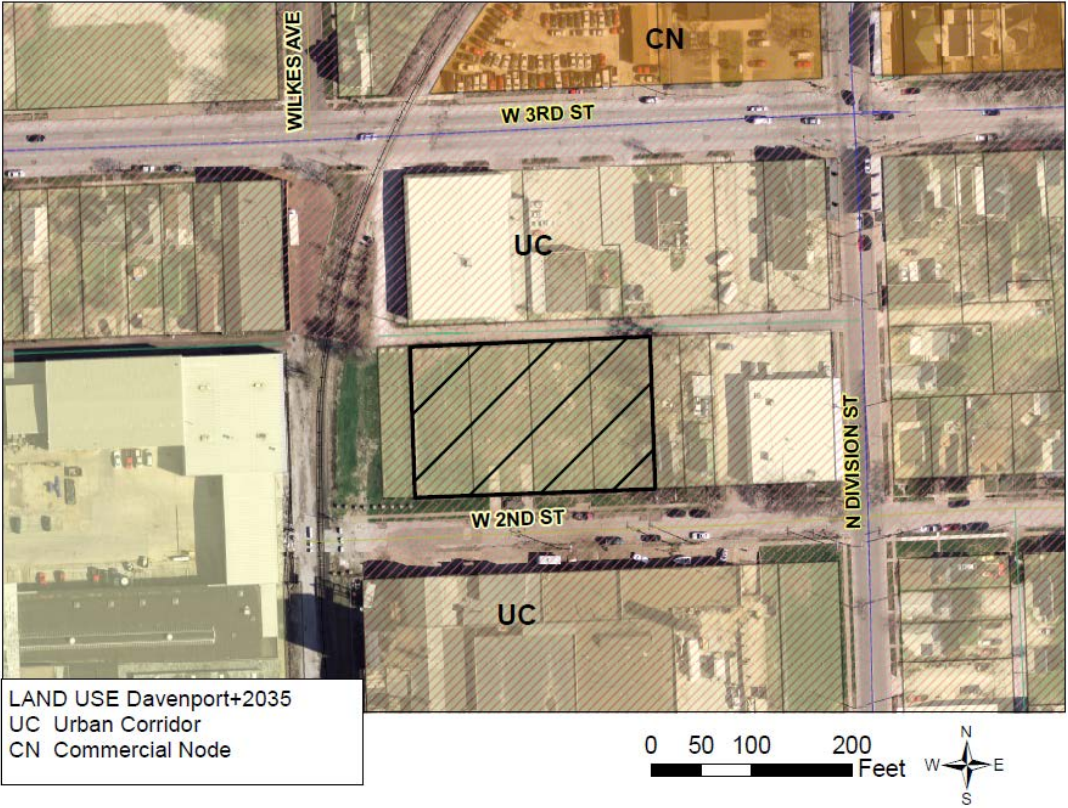 CN
WILKES AVE
W 3RD ST
UC
N DIVISION ST
W 2ND ST
UC
LAND USE Davenport+2035
UC Urban Corridor
CN Commercial Node
0 50 100 200
Feet
N
W E
S